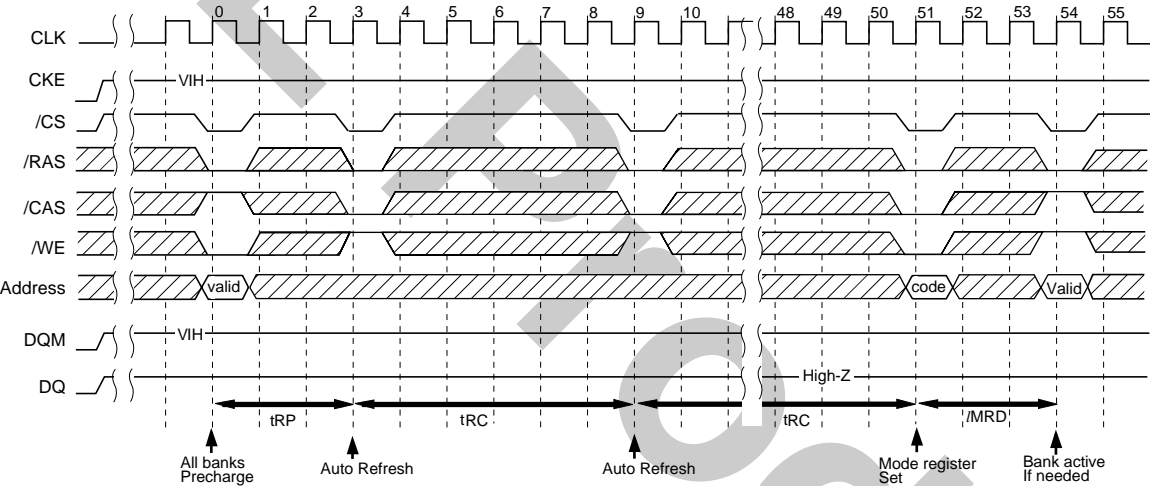 0 1 2 3 4 5 6 7 8 9 10 48 49 50 51 52 53 54 55
CLK
CKE VIH
/CS
/RAS
/CAS
/WE
Address valid code Valid
DQM VIH
DQ High-Z
tRP tRC tRC lMRD
All banks
Precharge
Auto Refresh
Auto Refresh
Mode register
Set
Bank active
If needed